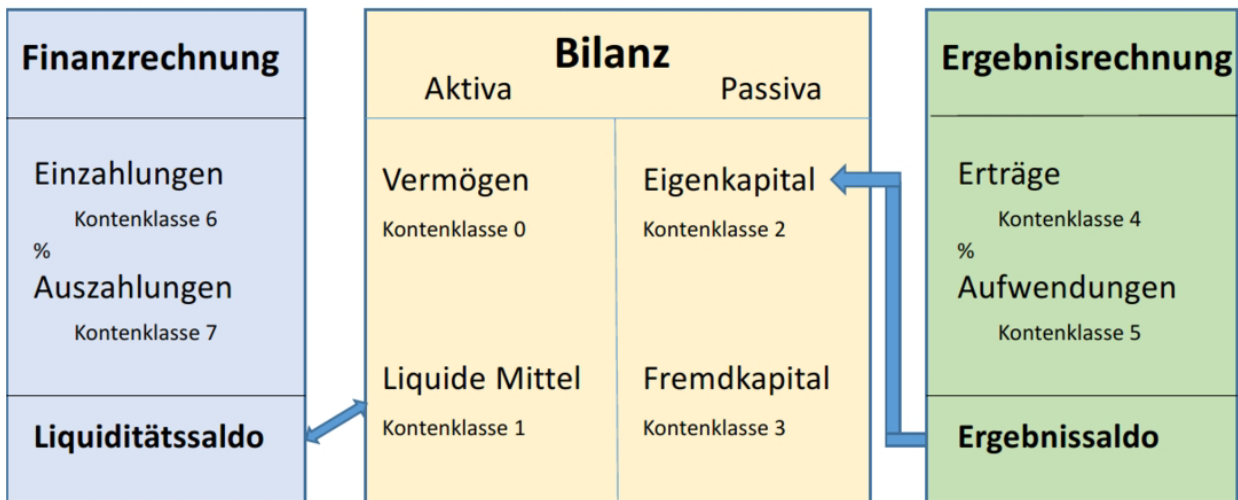 Finanzrechnung
Einzahlungen
Kontenklasse 6
%
Auszahlungen
Kontenklasse 7
Liquiditätssaldo
Bilanz
Aktiva
Passiva
Vermögen
Kontenklasse 0
Liquide Mittel
Kontenklasse 1
Eigenkapital
Kontenklasse 2
Fremdkapital
Kontenklasse 3
Ergebnisrechnung
Erträge
Kontenklasse 4
%
Aufwendungen
Kontenklasse 5
Ergebnissaldo